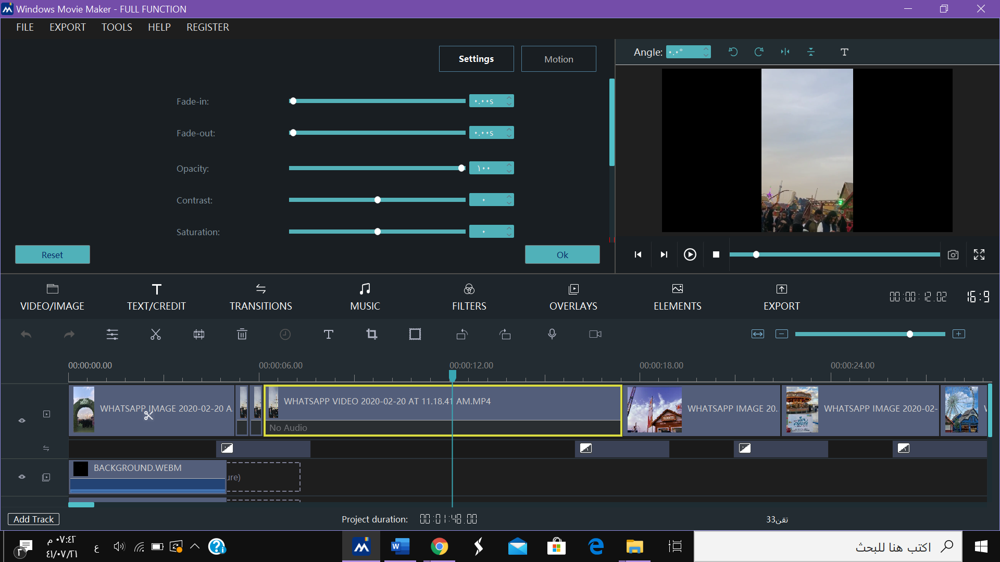 Windows Movie Maker - FULL FUNCTION
FILE EXPORT TOOLS HELP REGISTER
Settings Motion
Angle: ٠.٠°
Fade-in: ٠.٠٠s
Fade-out: ٠.٠٠s
Opacity: ١٠٠
Contrast: ٠
Saturation: ٠
Reset Ok
VIDEO/IMAGE TEXT/CREDIT TRANSITIONS MUSIC FILTERS OVERLAYS ELEMENTS EXPORT
00:00:12.02 16:9
00:00:00.00 00:00:06.00 00:00:12.00 00:00:18.00 00:00:24.00
WHATSAPP IMAGE 2020-02-20 A.
WHATSAPP VIDEO 2020-02-20 AT 11.18.41 AM.MP4
No Audio
WHATSAPP IMAGE 20.
WHATSAPP IMAGE 2020-02-
BACKGROUND.WEBM
ure)
Add Track
Project duration: 00:01:48.00
تقن33
٠٧:٤٢ م
٤١/٠٧/٢١
ع
٢
اكتب هنا للبحث